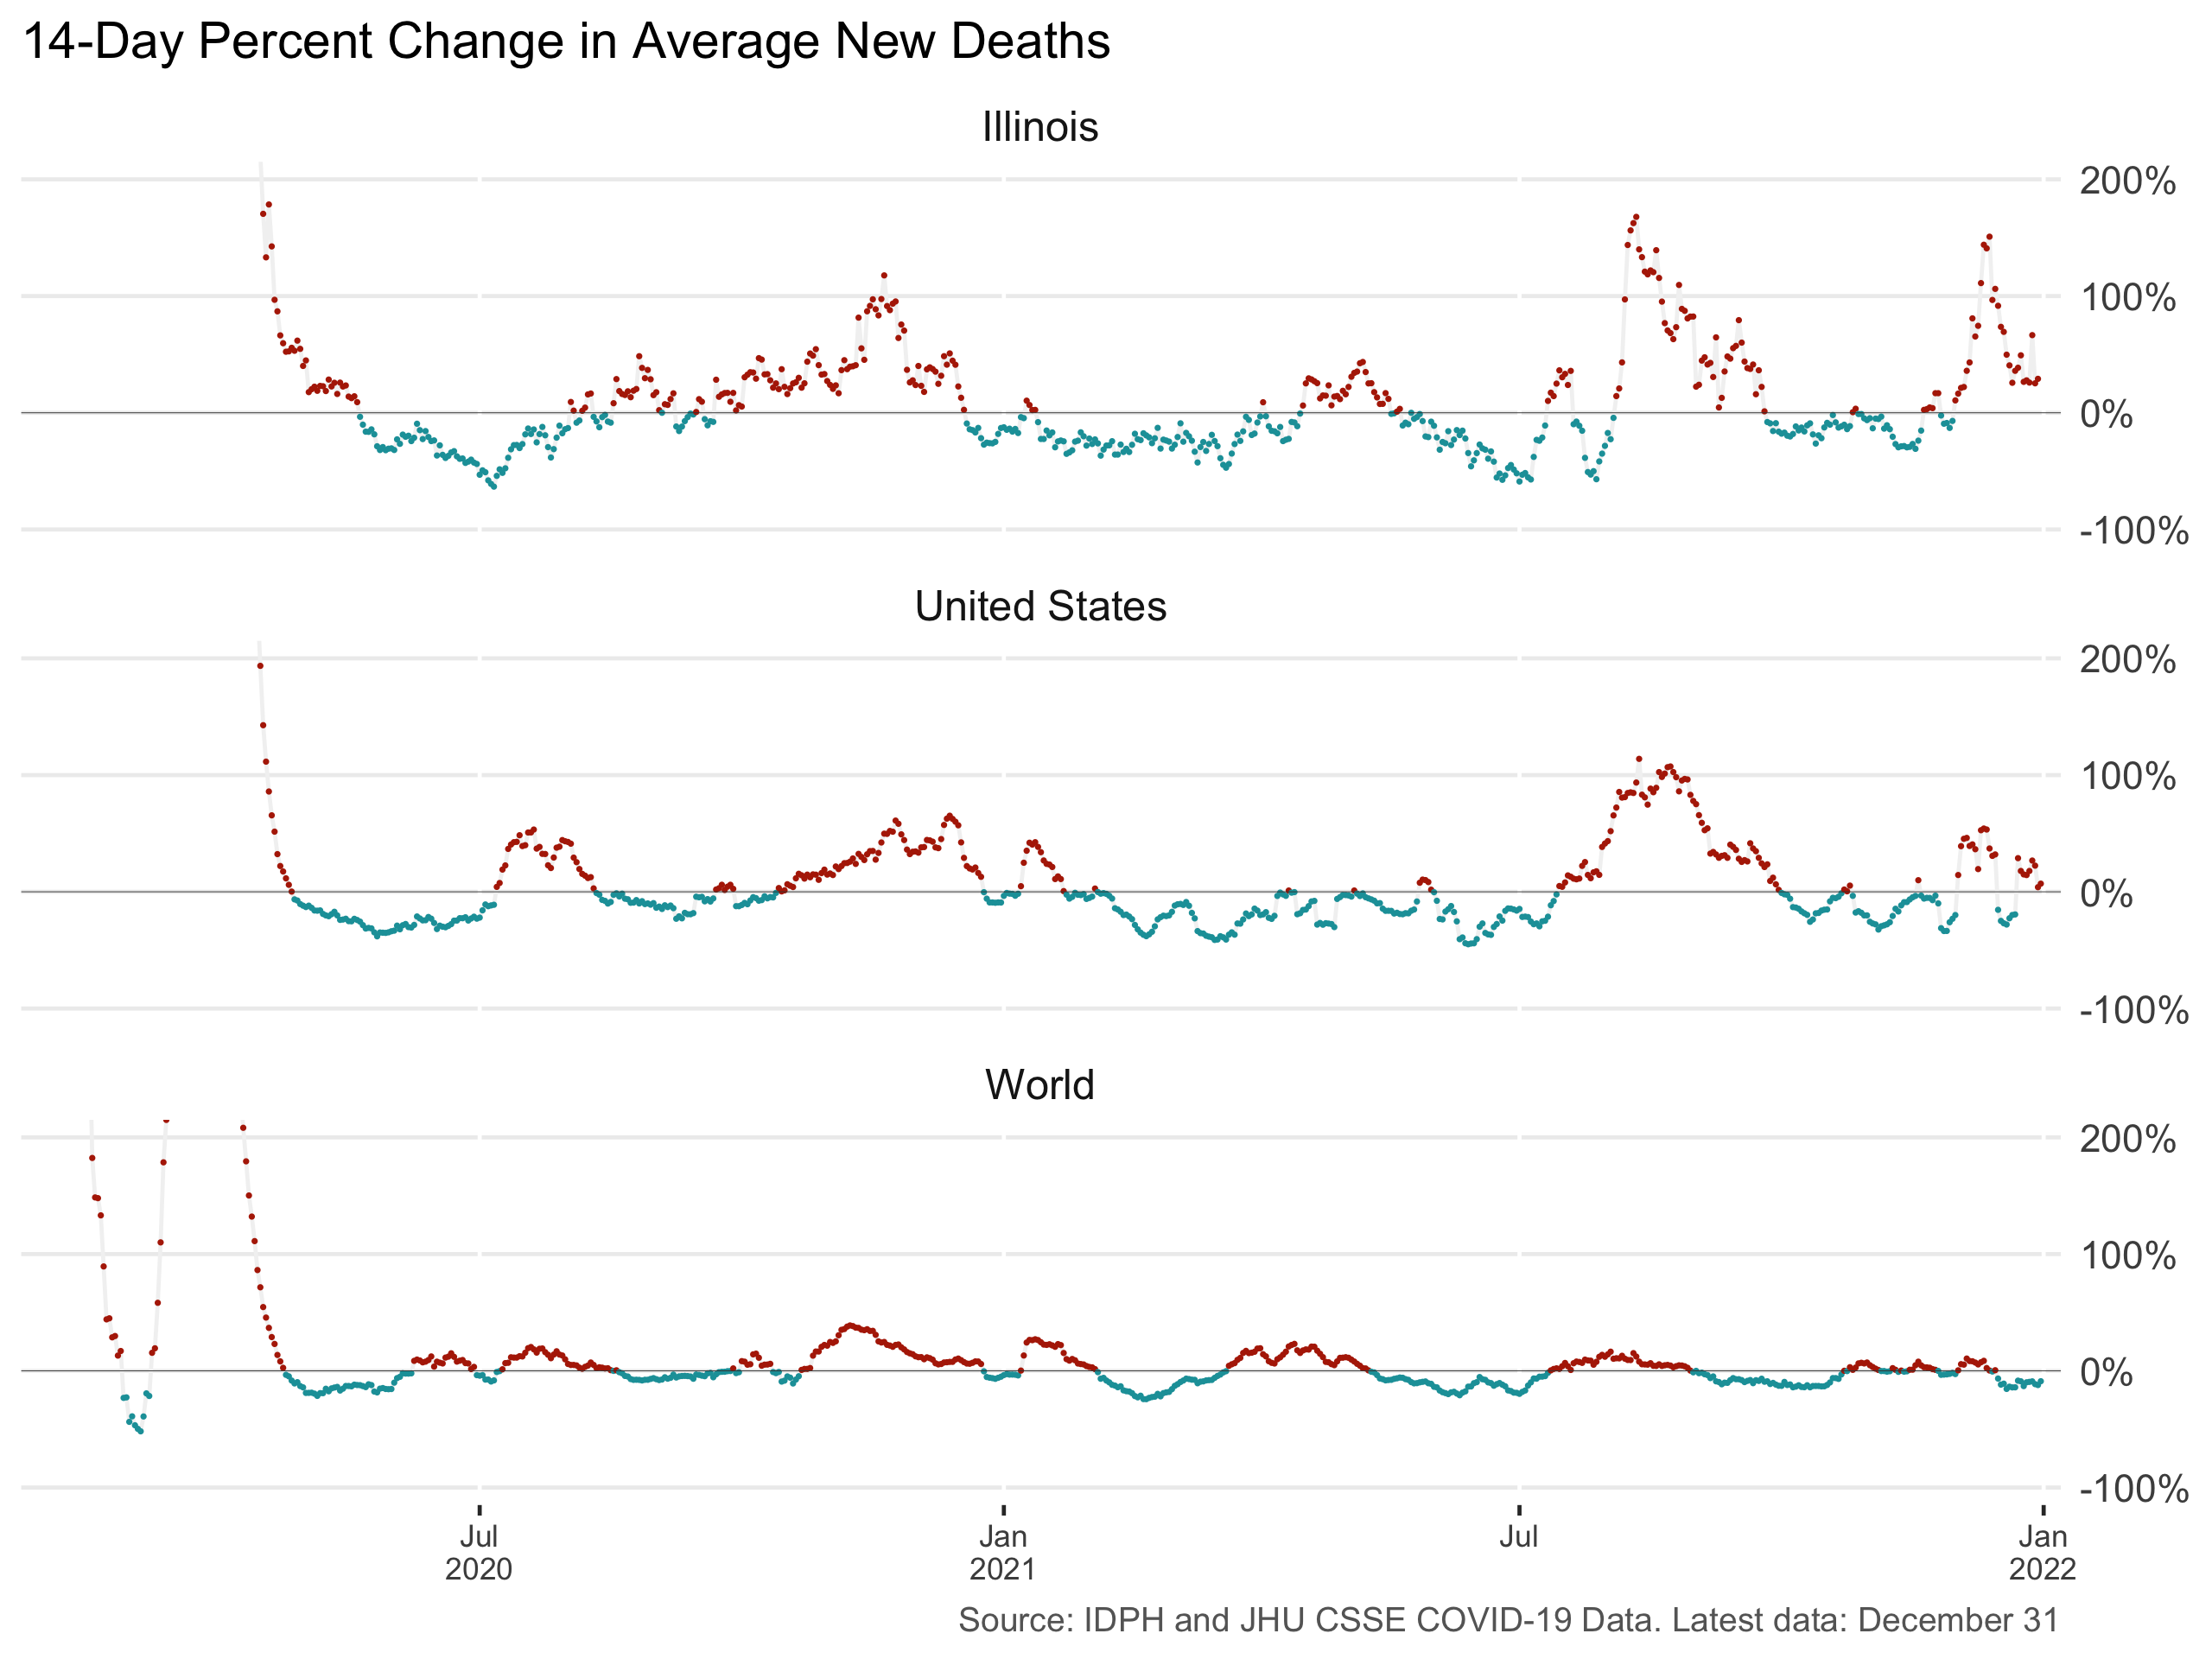 14-Day Percent Change in Average New Deaths
Illinois
200%
100%
0%
-100%
United States
200%
100%
0%
-100%
World
200%
100%
0%
-100%
Jul Jan Jul Jan
2020 2021 2022
Source: IDPH and JHU CSSE COVID-19 Data. Latest data: December 31